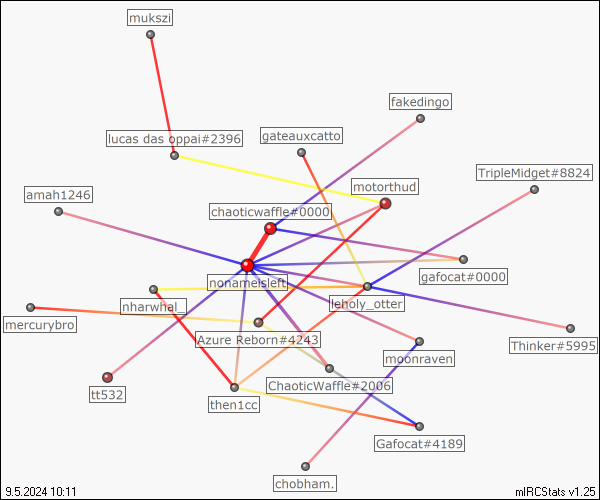 mukszi
fakedingo
lucas das oppai#2396
gateauxcatto
TripleMidget#8824
motorthud
amah1246
chaoticwaffle#0000
gafocat#0000
nonameisleft
leholy_otter
nharwhal_
mercurybro
Azure Reborn#4243
Thinker#5995
moonraven
ChaoticWaffle#2006
tt532
then1cc
Gafocat#4189
chobham.
9.5.2024 10:11
mIRCStats v1.25